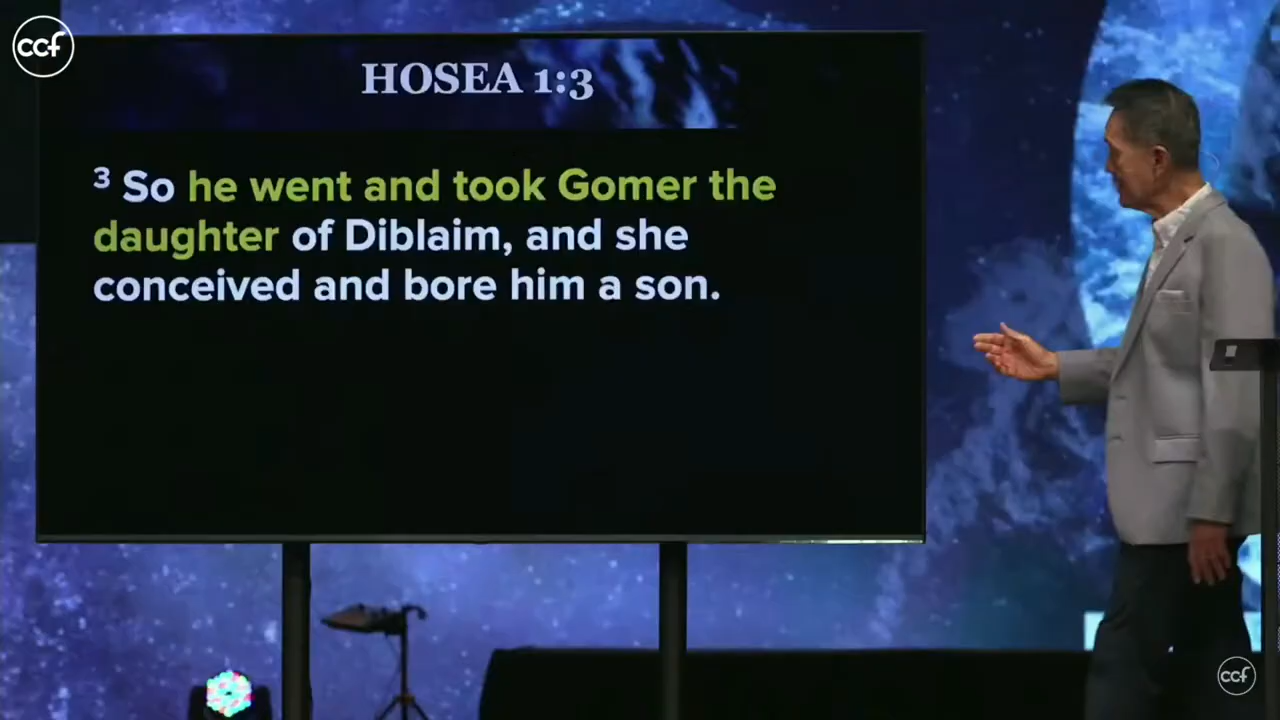 ccf
HOSEA 1:3
3 So he went and took Gomer the
daughter of Diblaim, and she
conceived and bore him a son.
ccf